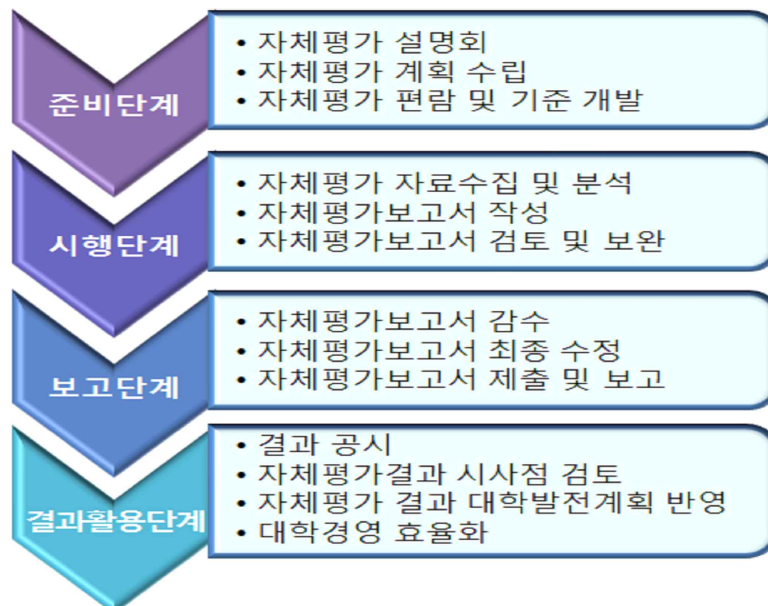 준비단계
• 자체평가 설명회
• 자체평가 계획 수립
• 자체평가 편람 및 기준 개발
시행단계
• 자체평가 자료수집 및 분석
• 자체평가보고서 작성
• 자체평가보고서 검토 및 보완
보고단계
• 자체평가보고서 감수
• 자체평가보고서 최종 수정
• 자체평가보고서 제출 및 보고
결과활용단계
• 결과 공시
• 자체평가결과 시사점 검토
• 자체평가 결과 대학발전계획 반영
• 대학경영 효율화